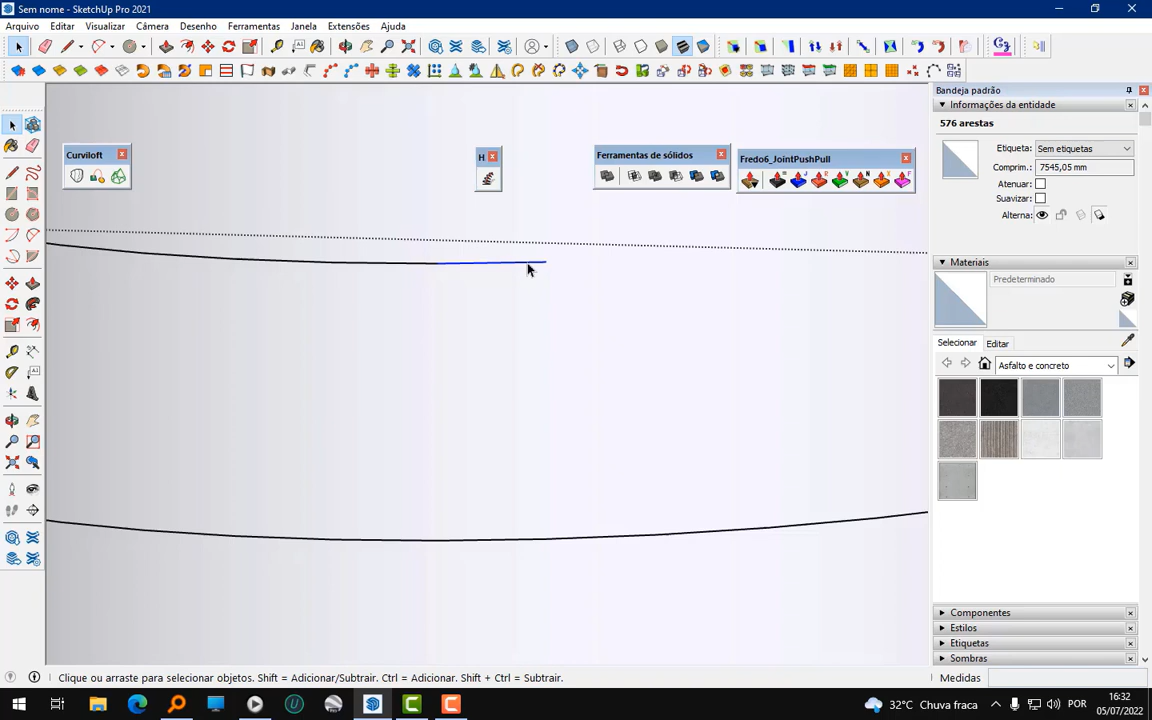 Sem nome - SketchUp Pro 2021
Arquivo Editar Visualizar Câmera Desenho Ferramentas Janela Extensões Ajuda
Bandeja padrão
Informações da entidade
576 arestas
Etiqueta: Sem etiquetas
Comprim.: 7545,05 mm
Atenuar:
Suavizar:
Alterna:
Curviloft
H
Ferramentas de sólidos
Fredo6_JointPushPull
Materiais
Predeterminado
Selecionar Editar
Asfalto e concreto
Componentes
Estilos
Etiquetas
Sombras
Clique ou arraste para selecionar objetos. Shift = Adicionar/Subtrair. Ctrl = Adicionar. Shift + Ctrl = Subtrair.
Medidas
32°C Chuva fraca
POR
16:32
05/07/2022